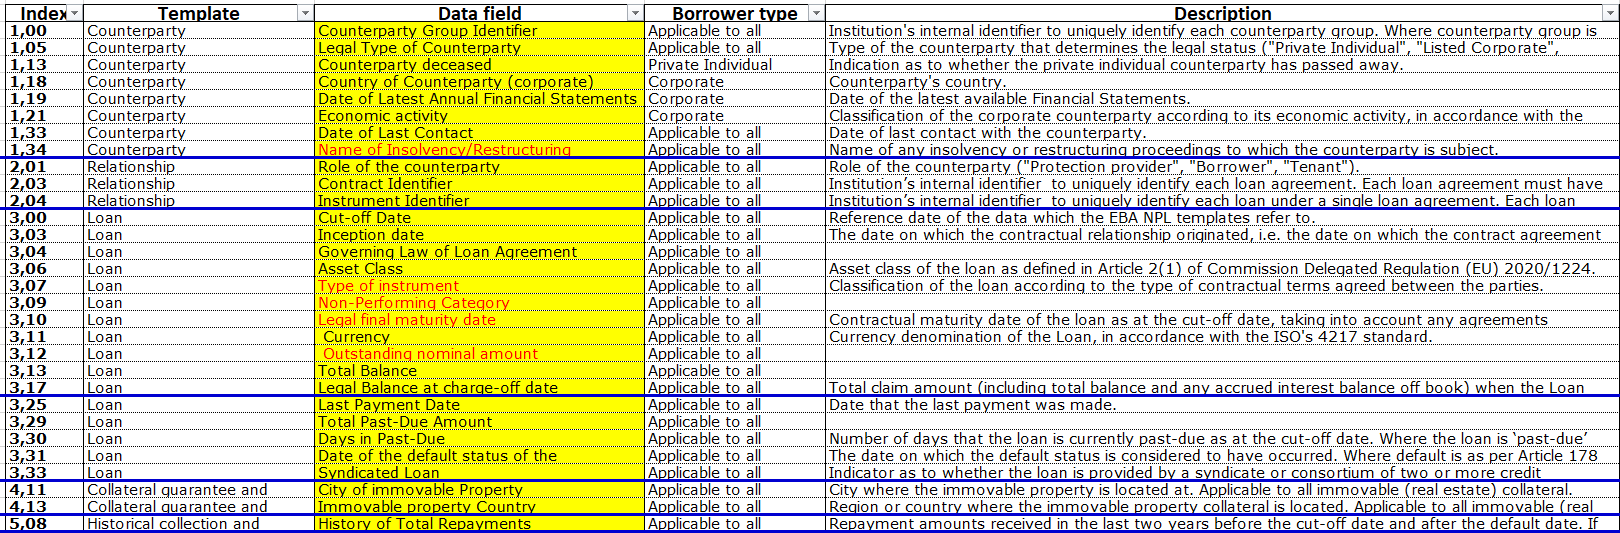 Index Template Data field Borrower type Description
1,00 Counterparty Counterparty Group Identifier Applicable to all Institution's internal identifier to uniquely identify each counterparty group. Where counterparty group is
1,05 Counterparty Legal Type of Counterparty Applicable to all Type of the counterparty that determines the legal status ("Private Individual", "Listed Corporate",
1,13 Counterparty Counterparty deceased Private Individual Indication as to whether the private individual counterparty has passed away.
1,18 Counterparty Country of Counterparty (corporate) Corporate Counterparty's country.
1,19 Counterparty Date of Latest Annual Financial Statements Corporate Date of the latest available Financial Statements.
1,21 Counterparty Economic activity Corporate Classification of the corporate counterparty according to its economic activity, in accordance with the
1,33 Counterparty Date of Last Contact Applicable to all Date of last contact with the counterparty.
1,34 Counterparty Name of Insolvency/Restructuring Applicable to all Name of any insolvency or restructuring proceedings to which the counterparty is subject.
2,01 Relationship Role of the counterparty Applicable to all Role of the counterparty ("Protection provider", "Borrower", "Tenant").
2,03 Relationship Contract Identifier Applicable to all Institution’s internal identifier to uniquely identify each loan agreement. Each loan agreement must have
2,04 Relationship Instrument Identifier Applicable to all Institution’s internal identifier to uniquely identify each loan under a single loan agreement. Each loan
3,00 Loan Cut-off Date Applicable to all Reference date of the data which the EBA NPL templates refer to.
3,03 Loan Inception date Applicable to all The date on which the contractual relationship originated, i.e. the date on which the contract agreement
3,04 Loan Governing Law of Loan Agreement Applicable to all
3,06 Loan Asset Class Applicable to all Asset class of the loan as defined in Article 2(1) of Commission Delegated Regulation (EU) 2020/1224.
3,07 Loan Type of instrument Applicable to all Classification of the loan according to the type of contractual terms agreed between the parties.
3,09 Loan Non-Performing Category Applicable to all
3,10 Loan Legal final maturity date Applicable to all Contractual maturity date of the loan as at the cut-off date, taking into account any agreements
3,11 Loan Currency Applicable to all Currency denomination of the Loan, in accordance with the ISO's 4217 standard.
3,12 Loan Outstanding nominal amount Applicable to all
3,13 Loan Total Balance Applicable to all
3,17 Loan Legal Balance at charge-off date Applicable to all Total claim amount (including total balance and any accrued interest balance off book) when the Loan
3,25 Loan Last Payment Date Applicable to all Date that the last payment was made.
3,29 Loan Total Past-Due Amount Applicable to all
3,30 Loan Days in Past-Due Applicable to all Number of days that the loan is currently past-due as at the cut-off date. Where the loan is ‘past-due’
3,31 Loan Date of the default status of the Applicable to all The date on which the default status is considered to have occurred. Where default is as per Article 178
3,33 Loan Syndicated Loan Applicable to all Indicator as to whether the loan is provided by a syndicate or consortium of two or more credit
4,11 Collateral guarantee and City of immovable Property Applicable to all City where the immovable property is located at. Applicable to all immovable (real estate) collateral.
4,13 Collateral guarantee and Immovable property Country Applicable to all Region or country where the immovable property collateral is located. Applicable to all immovable (real
5,08 Historical collection and History of Total Repayments Applicable to all Repayment amounts received in the last two years before the cut-off date and after the default date. If